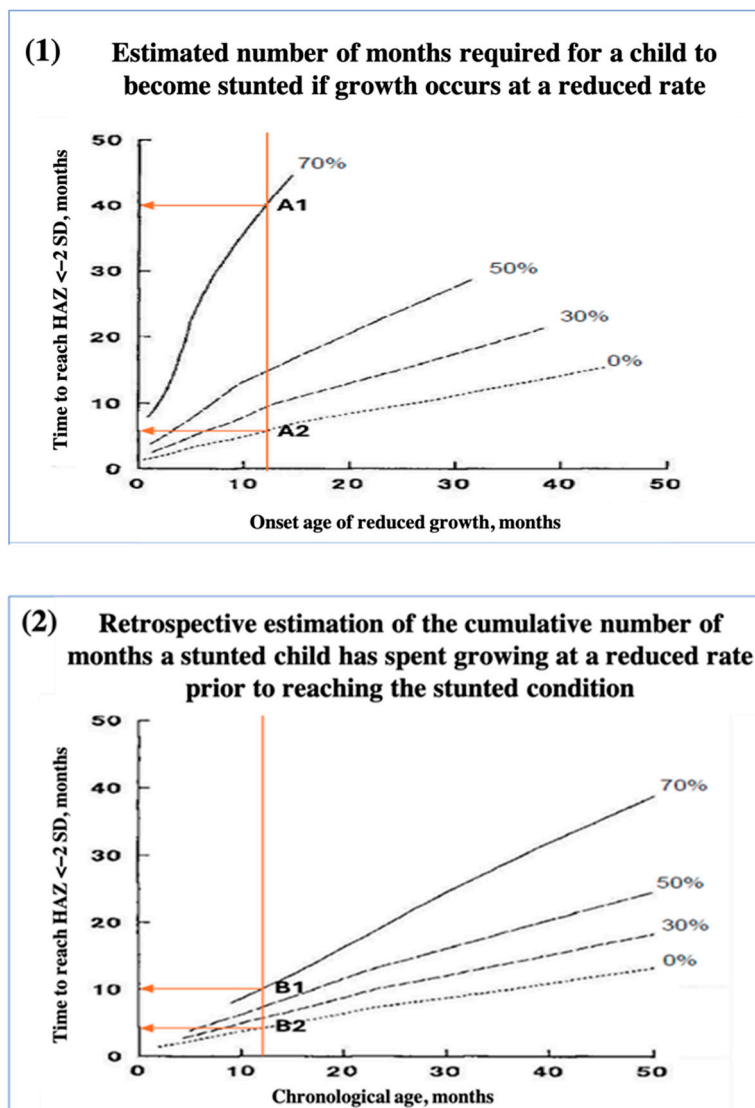 (1) Estimated number of months required for a child to
become stunted if growth occurs at a reduced rate
Time to reach HAZ <–2 SD, months
50
40
30
20
10
0
70%
A1
50%
30%
0%
A2
0 10 20 30 40 50
Onset age of reduced growth, months
(2) Retrospective estimation of the cumulative number of
months a stunted child has spent growing at a reduced rate
prior to reaching the stunted condition
Time to reach HAZ <–2 SD, months
50
40
30
20
10
0
70%
50%
30%
0%
B1
B2
0 10 20 30 40 50
Chronological age, months